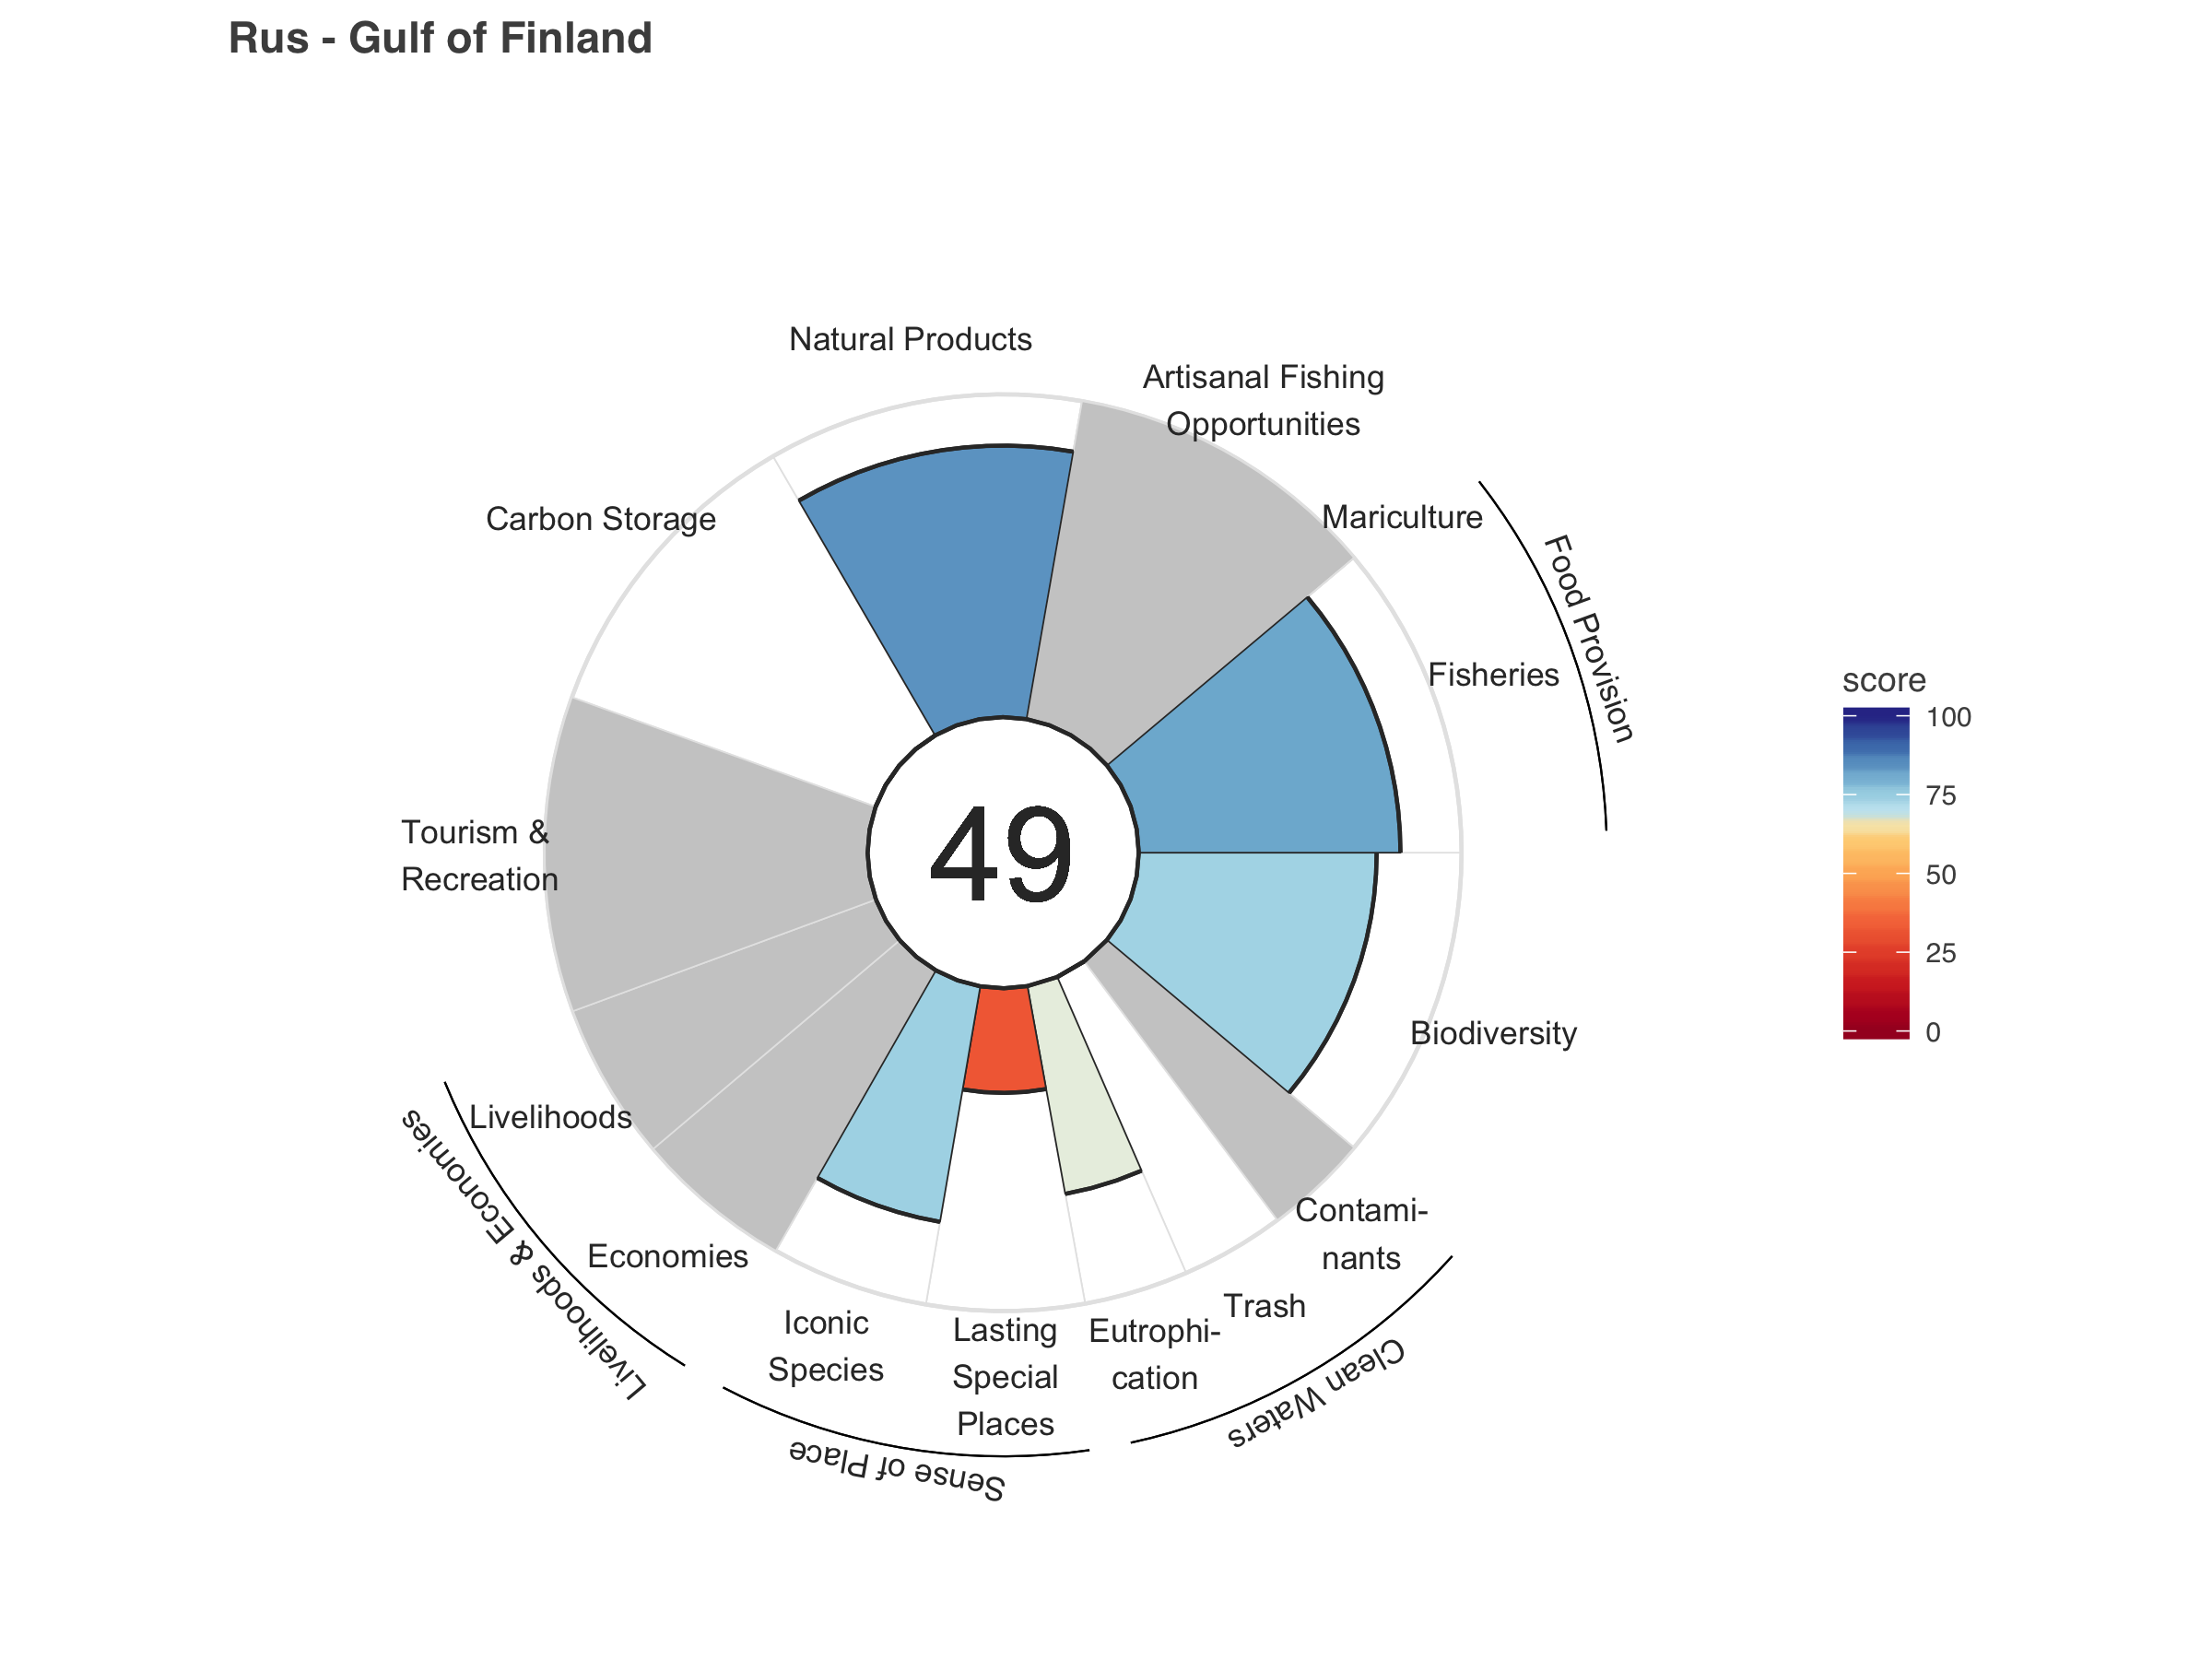 Rus - Gulf of Finland
Natural Products
Artisanal Fishing
Opportunities
Mariculture
Carbon Storage
Food Provision
Fisheries
score
100
75
50
25
0
49
Tourism &
Recreation
Biodiversity
Livelihoods
Livelihoods & Economies
Economies
Contami-
nants
Trash
Iconic
Species
Lasting
Special
Places
Eutrophi-
cation
Clean Waters
Sense of Place